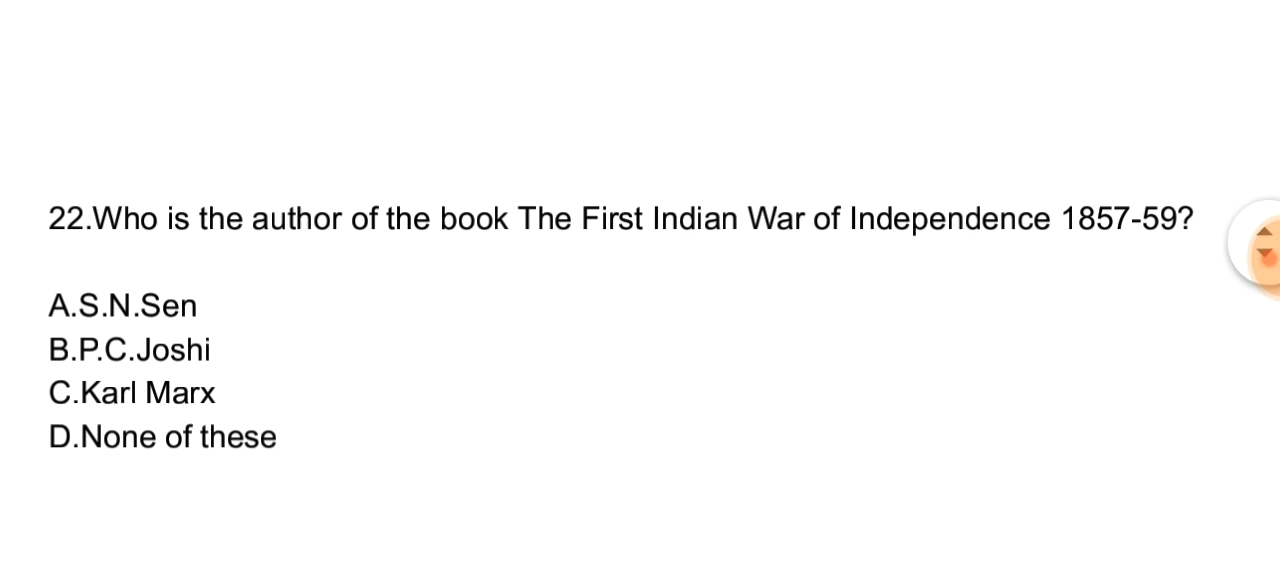 22.Who is the author of the book The First Indian War of Independence 1857-59?
A.S.N.Sen
B.P.C.Joshi
C.Karl Marx
D.None of these